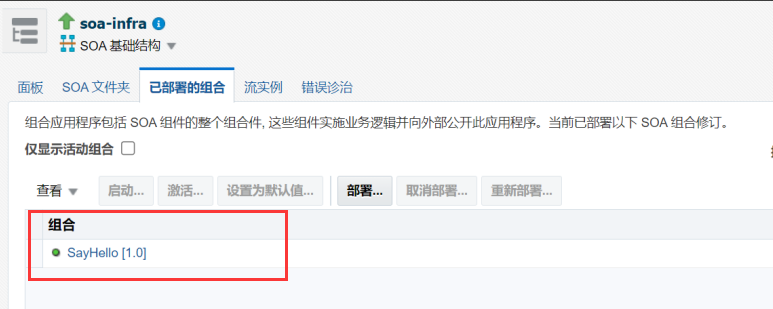 soa-infra
SOA 基础结构
面板 SOA 文件夹 已部署的组合 流实例 错误诊治
组合应用程序包括 SOA 组件的整个组合件, 这些组件实施业务逻辑并向外部公开此应用程序。当前已部署以下 SOA 组合修订。
仅显示活动组合
查看 启动... 激活... 设置为默认值... 部署... 取消部署... 重新部署...
组合
SayHello [1.0]